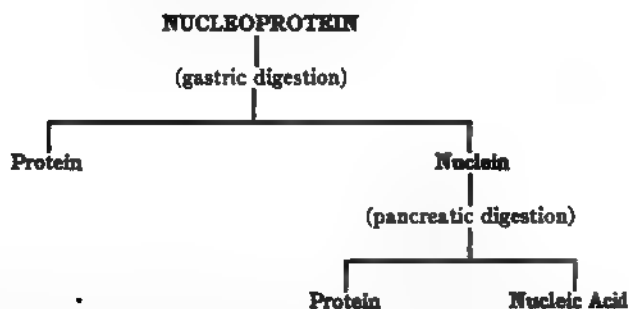 NUCLEOPROTEIN
(gastric digestion)
Protein Nuclein
(pancreatic digestion)
Protein Nucleic Acid